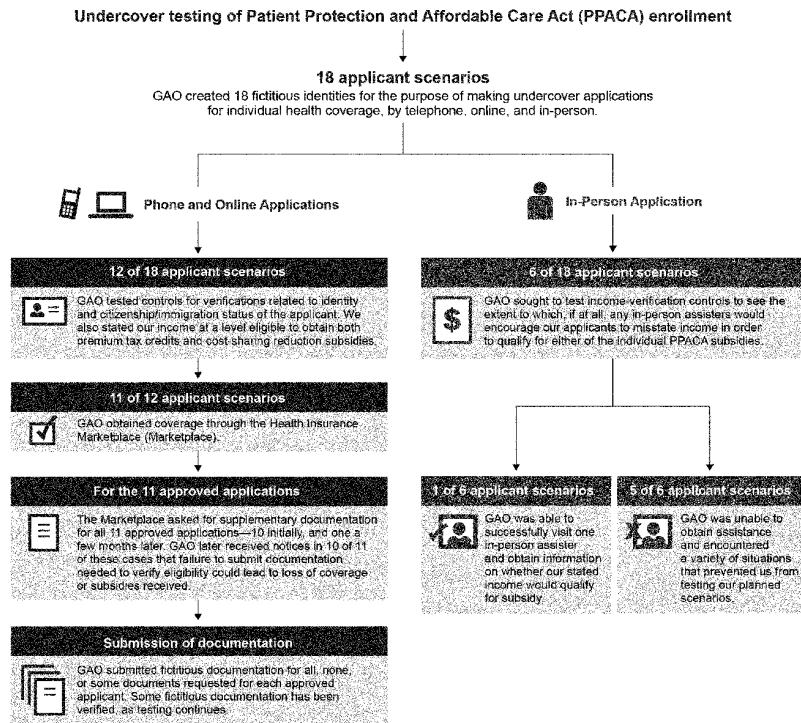 Undercover testing of Patient Protection and Affordable Care Act (PPACA) enrollment
18 applicant scenarios
GAO created 18 fictitious identities for the purpose of making undercover applications
for individual health coverage, by telephone, online, and in-person.
Phone and Online Applications
In-Person Application
12 of 18 applicant scenarios
GAO tested controls for verifications related to identity
and citizenship/immigration status of the applicant. We
also stated our income at a level eligible to obtain both
premium tax credits and cost-sharing reduction subsidies.
11 of 12 applicant scenarios
GAO obtained coverage through the Health Insurance
Marketplace (Marketplace).
For the 11 approved applications
The Marketplace asked for supplementary documentation
for all 11 approved applications—10 initially, and one a
few months later. GAO later received notices in 10 of 11
of these cases that failure to submit documentation
needed to verify eligibility could lead to loss of coverage
or subsidies received.
Submission of documentation
GAO submitted fictitious documentation for all, none,
or some documents requested for each approved
applicant. Some fictitious documentation has been
verified, as testing continues.
6 of 18 applicant scenarios
$
GAO sought to test income-verification controls to see the
extent to which, if at all, any in-person assisters would
encourage our applicants to misstate income in order
to qualify for either of the individual PPACA subsidies.
1 of 6 applicant scenarios
GAO was able to
successfully visit one
in-person assister
and obtain information
on whether our stated
income would qualify
for subsidy.
5 of 6 applicant scenarios
GAO was unable to
obtain assistance
and encountered
a variety of situations
that prevented us from
testing our planned
scenarios.